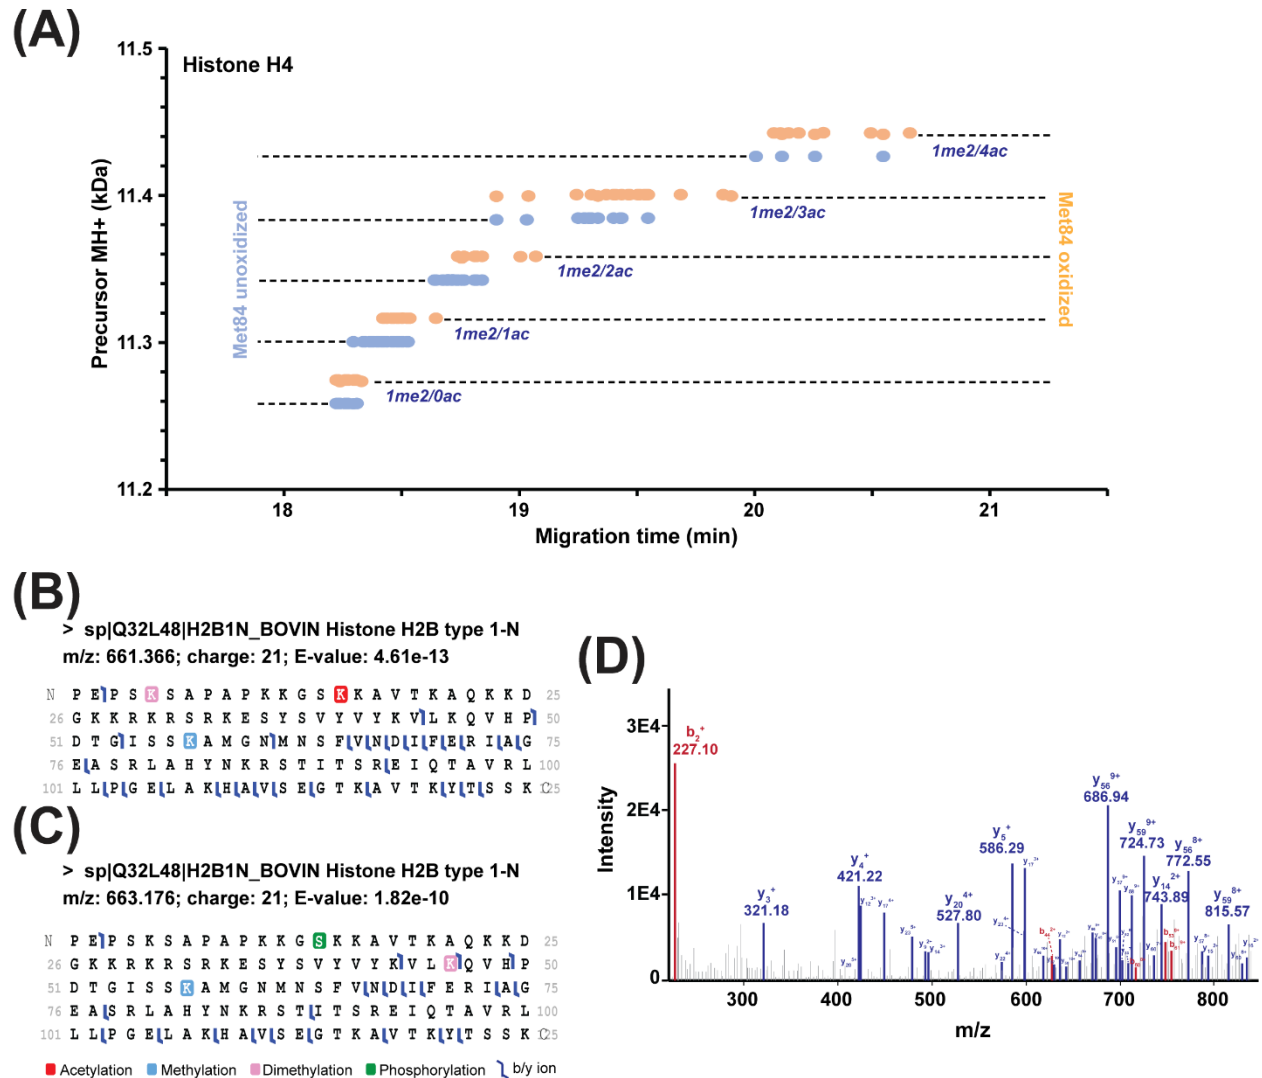 (A)
Histone H4
Precursor MH+ (kDa)
11.5
11.4
11.3
11.2
Met84 unoxidized
Met84 oxidized
1me2/4ac
1me2/3ac
1me2/2ac
1me2/1ac
1me2/0ac
18 19 20 21
Migration time (min)
(B)
> sp|Q32L48|H2B1N_BOVIN Histone H2B type 1-N
m/z: 661.366; charge: 21; E-value: 4.61e-13
N P E P S K S A P A P K K G S K K A V T K A Q K K D 25
26 G K K R K R S R K E S Y S V Y V Y K V L K Q V H P 50
51 D T G I S S K A M G N M N S F V N D I F E R I A G 75
76 E A S R L A H Y N K R S T I T S R E I Q T A V R L 100
101 L L P G E L A K H A V S E G T K A V T K Y T S S K C 125
(C)
> sp|Q32L48|H2B1N_BOVIN Histone H2B type 1-N
m/z: 663.176; charge: 21; E-value: 1.82e-10
N P E P S K S A P A P K K G S K K A V T K A Q K K D 25
26 G K K R K R S R K E S Y S V Y V Y K V L K Q V H P 50
51 D T G I S S K A M G N M N S F V N D I F E R I A G 75
76 E A S R L A H Y N K R S T I T S R E I Q T A V R L 100
101 L L P G E L A K H A V S E G T K A V T K Y T S S K C 125
Acetylation Methylation Dimethylation Phosphorylation b/y ion
(D)
Intensity
3E4
2E4
1E4
0
b2+
227.10
y3+
321.18
y4+
421.22
y20 4+
527.80
y5+
586.29
y56 9+
686.94
y59 9+
724.73
y14 2+
743.89
y56 8+
772.55
y59 8+
815.57
300 400 500 600 700 800
m/z